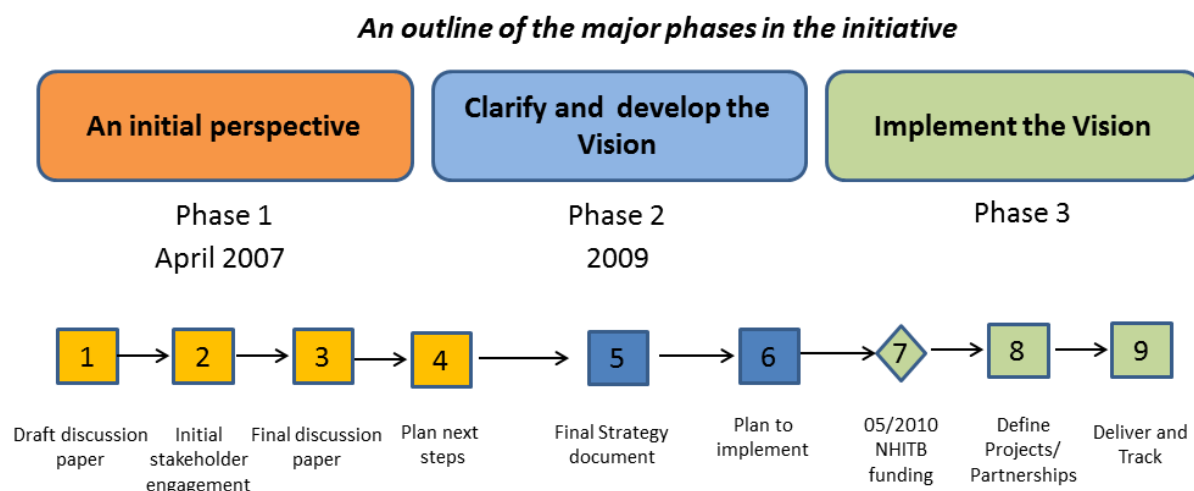 An outline of the major phases in the initiative
An initial perspective
Clarify and develop the
Vision
Implement the Vision
Phase 1
April 2007
Phase 2
2009
Phase 3
1
2
3
4
5
6
7
8
9
Draft discussion
paper
Initial
stakeholder
engagement
Final discussion
paper
Plan next
steps
Final Strategy
document
Plan to
implement
05/2010
NHITB
funding
Define
Projects/
Partnerships
Deliver and
Track